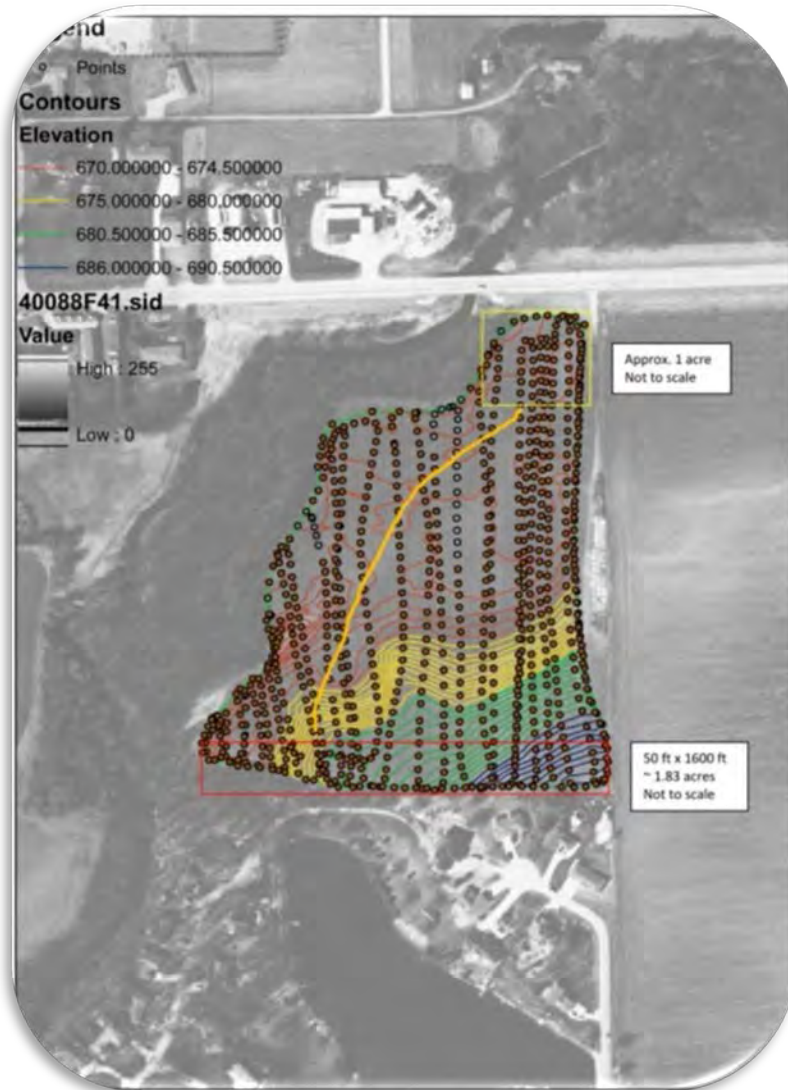 Points
Contours
Elevation
670.000000 - 674.500000
675.000000 - 680.000000
680.500000 - 685.500000
686.000000 - 690.500000
40088F41.sid
Value
High : 255
Low : 0
Approx. 1 acre
Not to scale
50 ft x 1600 ft
~ 1.83 acres
Not to scale